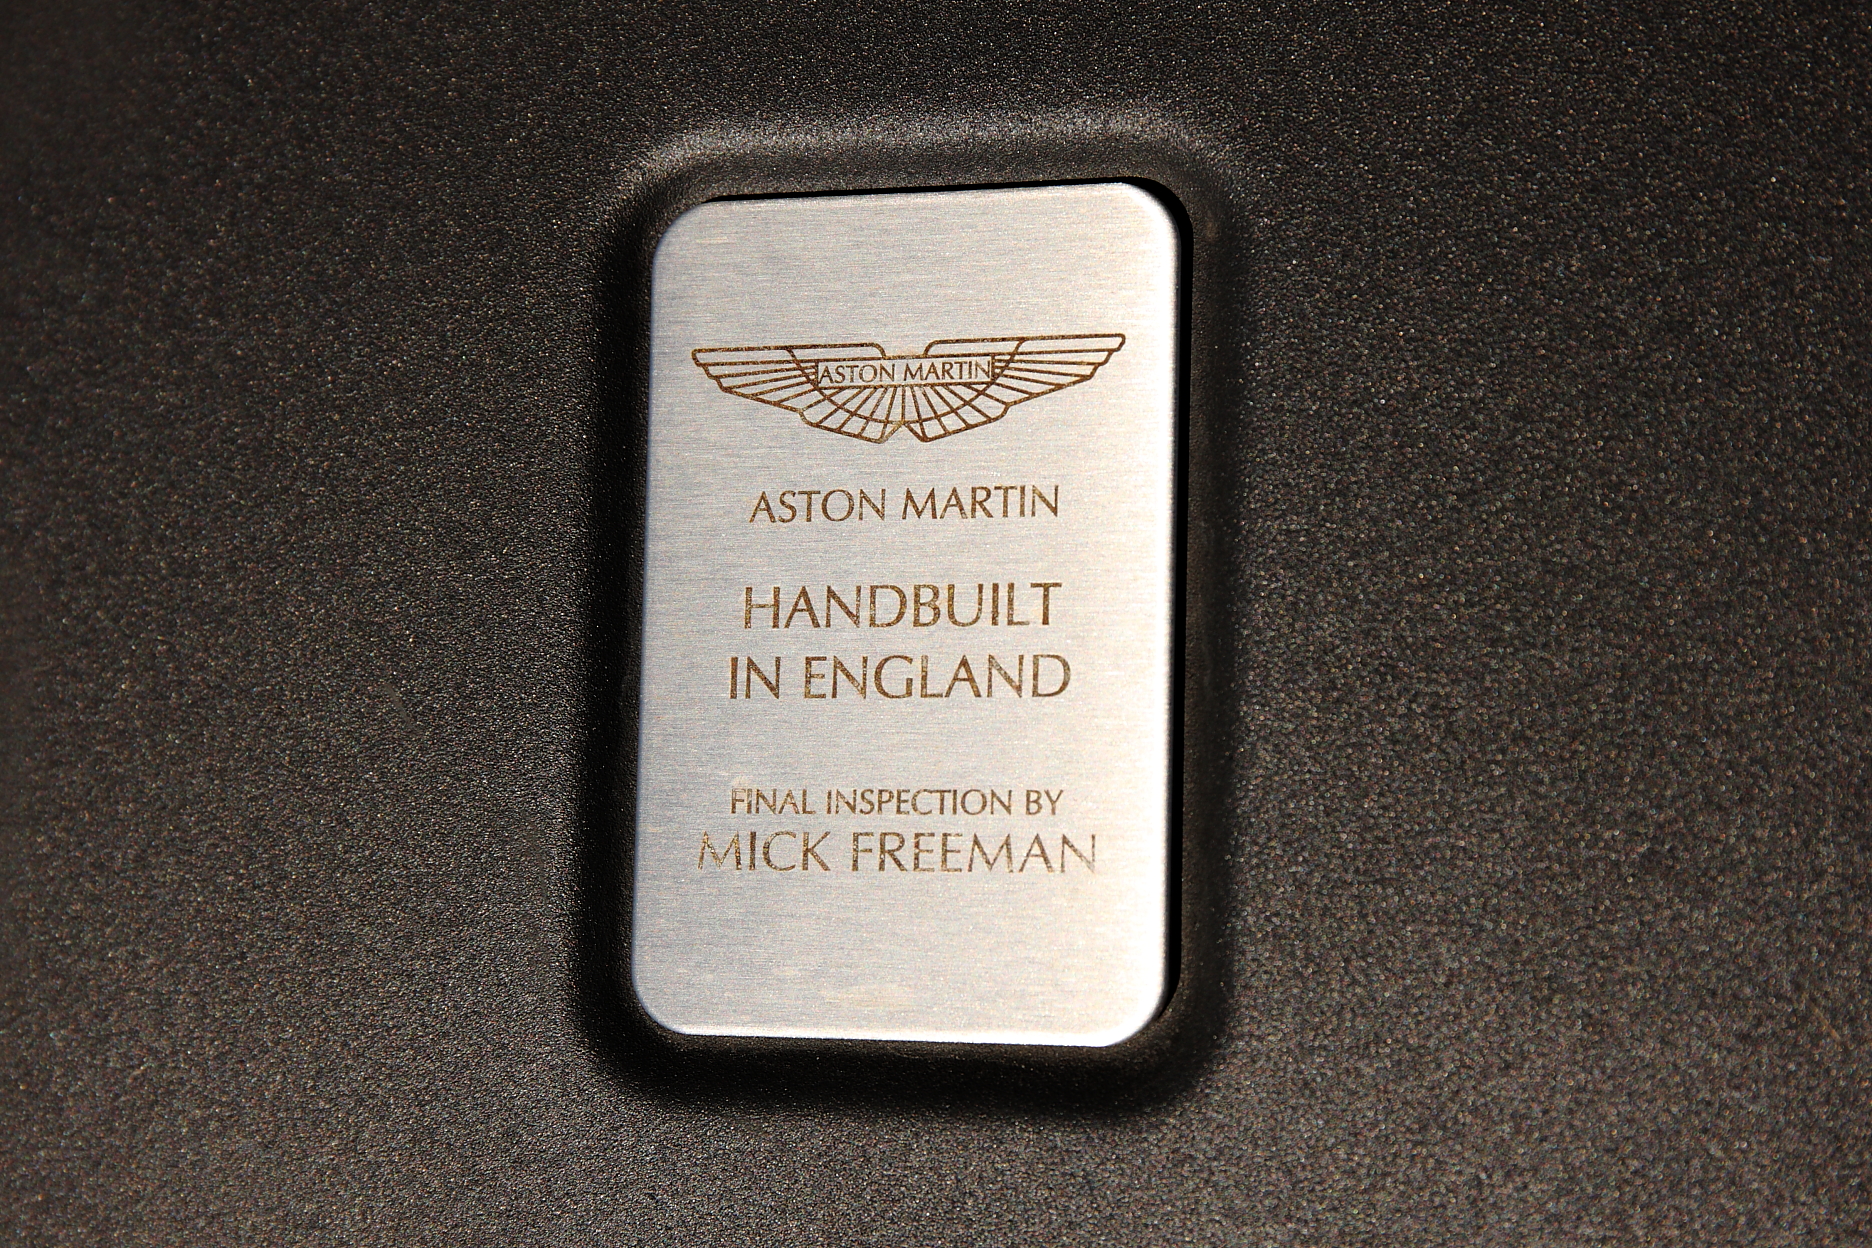 ASTON MARTIN
ASTON MARTIN
HANDBUILT
IN ENGLAND
FINAL INSPECTION BY
MICK FREEMAN